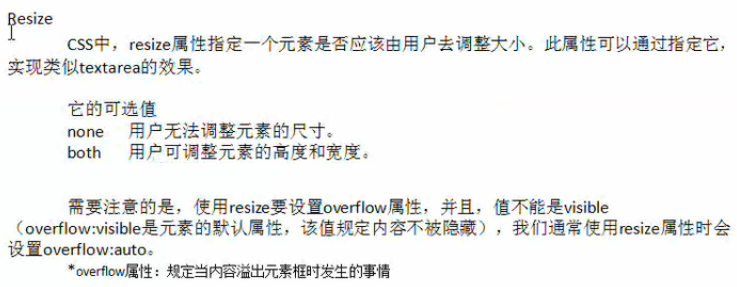 Resize
CSS中，resize属性指定一个元素是否应该由用户去调整大小。此属性可以通过指定它，
实现类似textarea的效果。
它的可选值
none 用户无法调整元素的尺寸。
both 用户可调整元素的高度和宽度。
需要注意的是，使用resize要设置overflow属性，并且，值不能是visible
（overflow:visible是元素的默认属性，该值规定内容不被隐藏），我们通常使用resize属性时会
设置overflow:auto。
*overflow属性：规定当内容溢出元素框时发生的事情